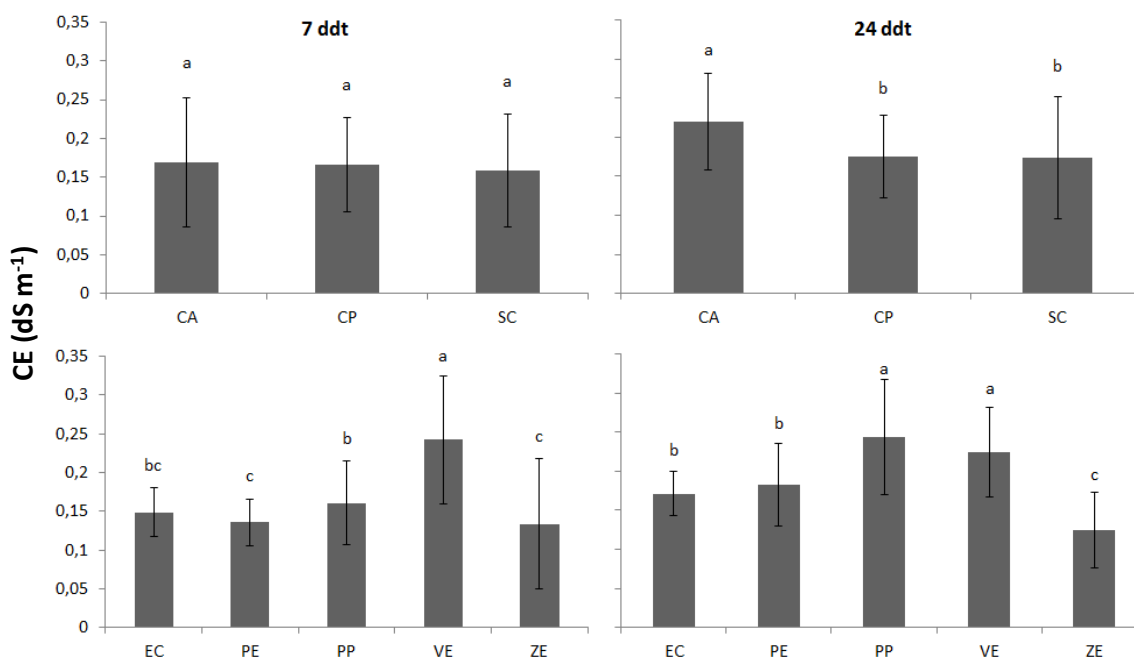 7 ddt
24 ddt
CE (dS m⁻¹)
0,35
0,3
0,25
0,2
0,15
0,1
0,05
0
a a a
a b b
CA CP SC
CA CP SC
0,35
0,3
0,25
0,2
0,15
0,1
0,05
0
bc c b a c
b b a a c
EC PE PP VE ZE
EC PE PP VE ZE